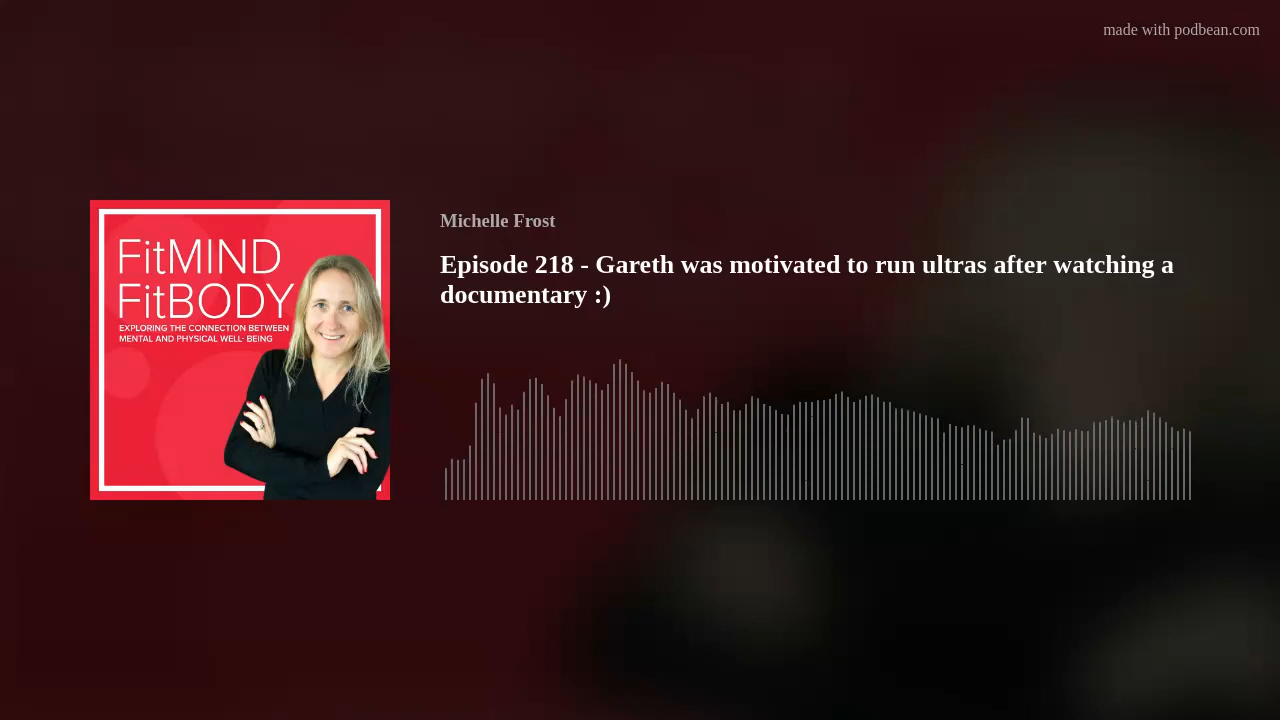 made with podbean.com
FitMIND
FitBODY
EXPLORING THE CONNECTION BETWEEN
MENTAL AND PHYSICAL WELL- BEING
Michelle Frost
Episode 218 - Gareth was motivated to run ultras after watching a
documentary :)